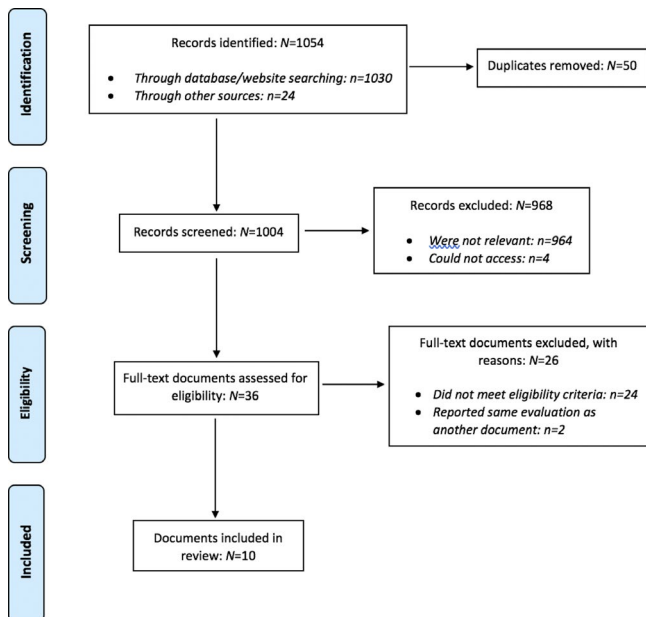 Identification
Records identified: N=1054
• Through database/website searching: n=1030
• Through other sources: n=24
Duplicates removed: N=50
Screening
Records screened: N=1004
Records excluded: N=968
• Were not relevant: n=964
• Could not access: n=4
Eligibility
Full-text documents assessed for
eligibility: N=36
Full-text documents excluded, with
reasons: N=26
• Did not meet eligibility criteria: n=24
• Reported same evaluation as
another document: n=2
Included
Documents included in
review: N=10